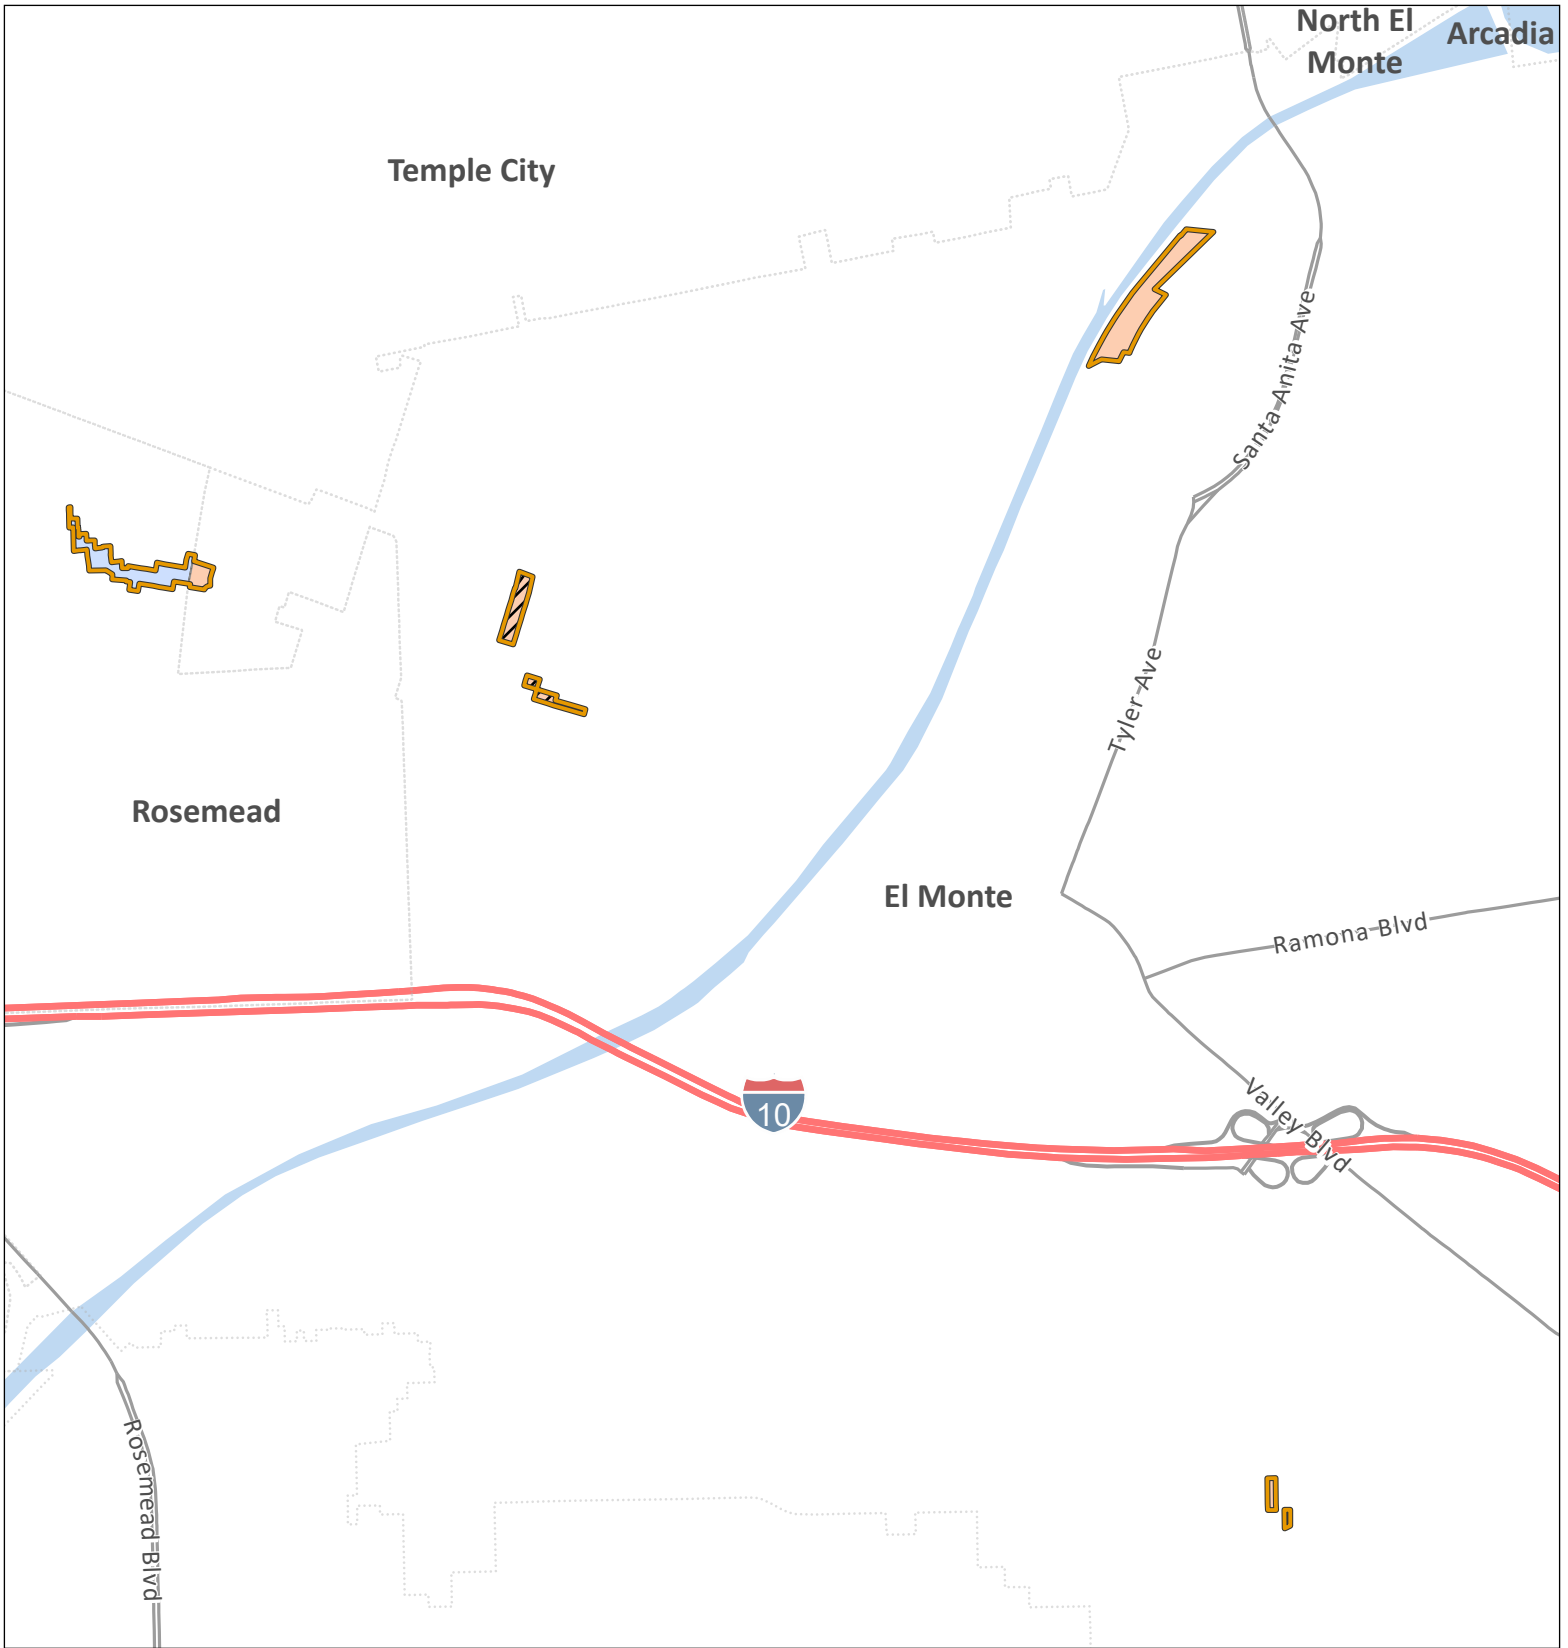 North El
Monte
Arcadia
Temple City
Santa Anita Ave
Tyler Ave
Rosemead
El Monte
Ramona Blvd
10
Valley Blvd
Rosemead Blvd